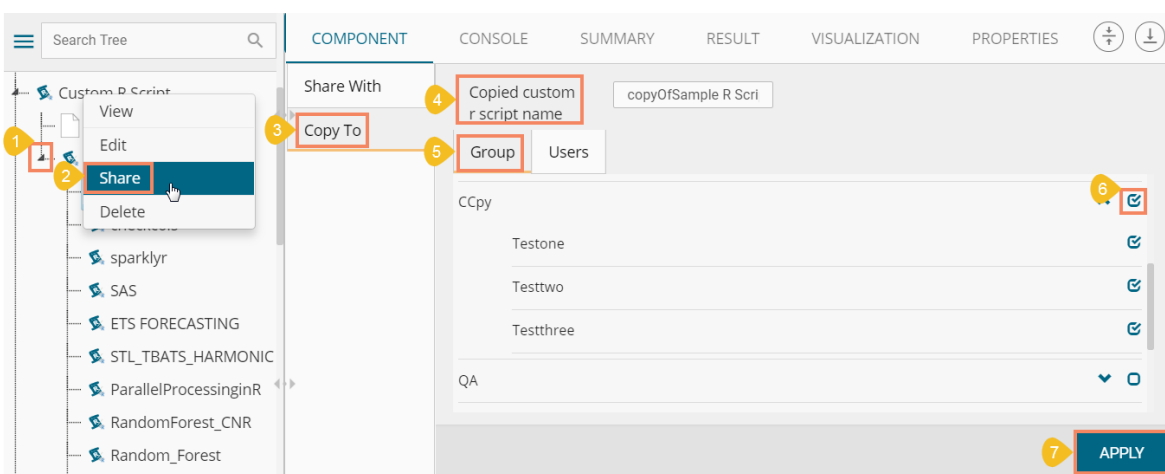 Search Tree
COMPONENT
CONSOLE
SUMMARY
RESULT
VISUALIZATION
PROPERTIES
Custom R Script
View
1
Edit
2
Share
Delete
sparklyr
SAS
ETS FORECASTING
STL_TBATS_HARMONIC
ParallelProcessinginR
RandomForest_CNR
Random_Forest
Share With
3
Copy To
4
Copied custom
r script name
copyOfSample R Scri
5
Group
Users
6
CCpy
Testone
Testtwo
Testthree
QA
7
APPLY